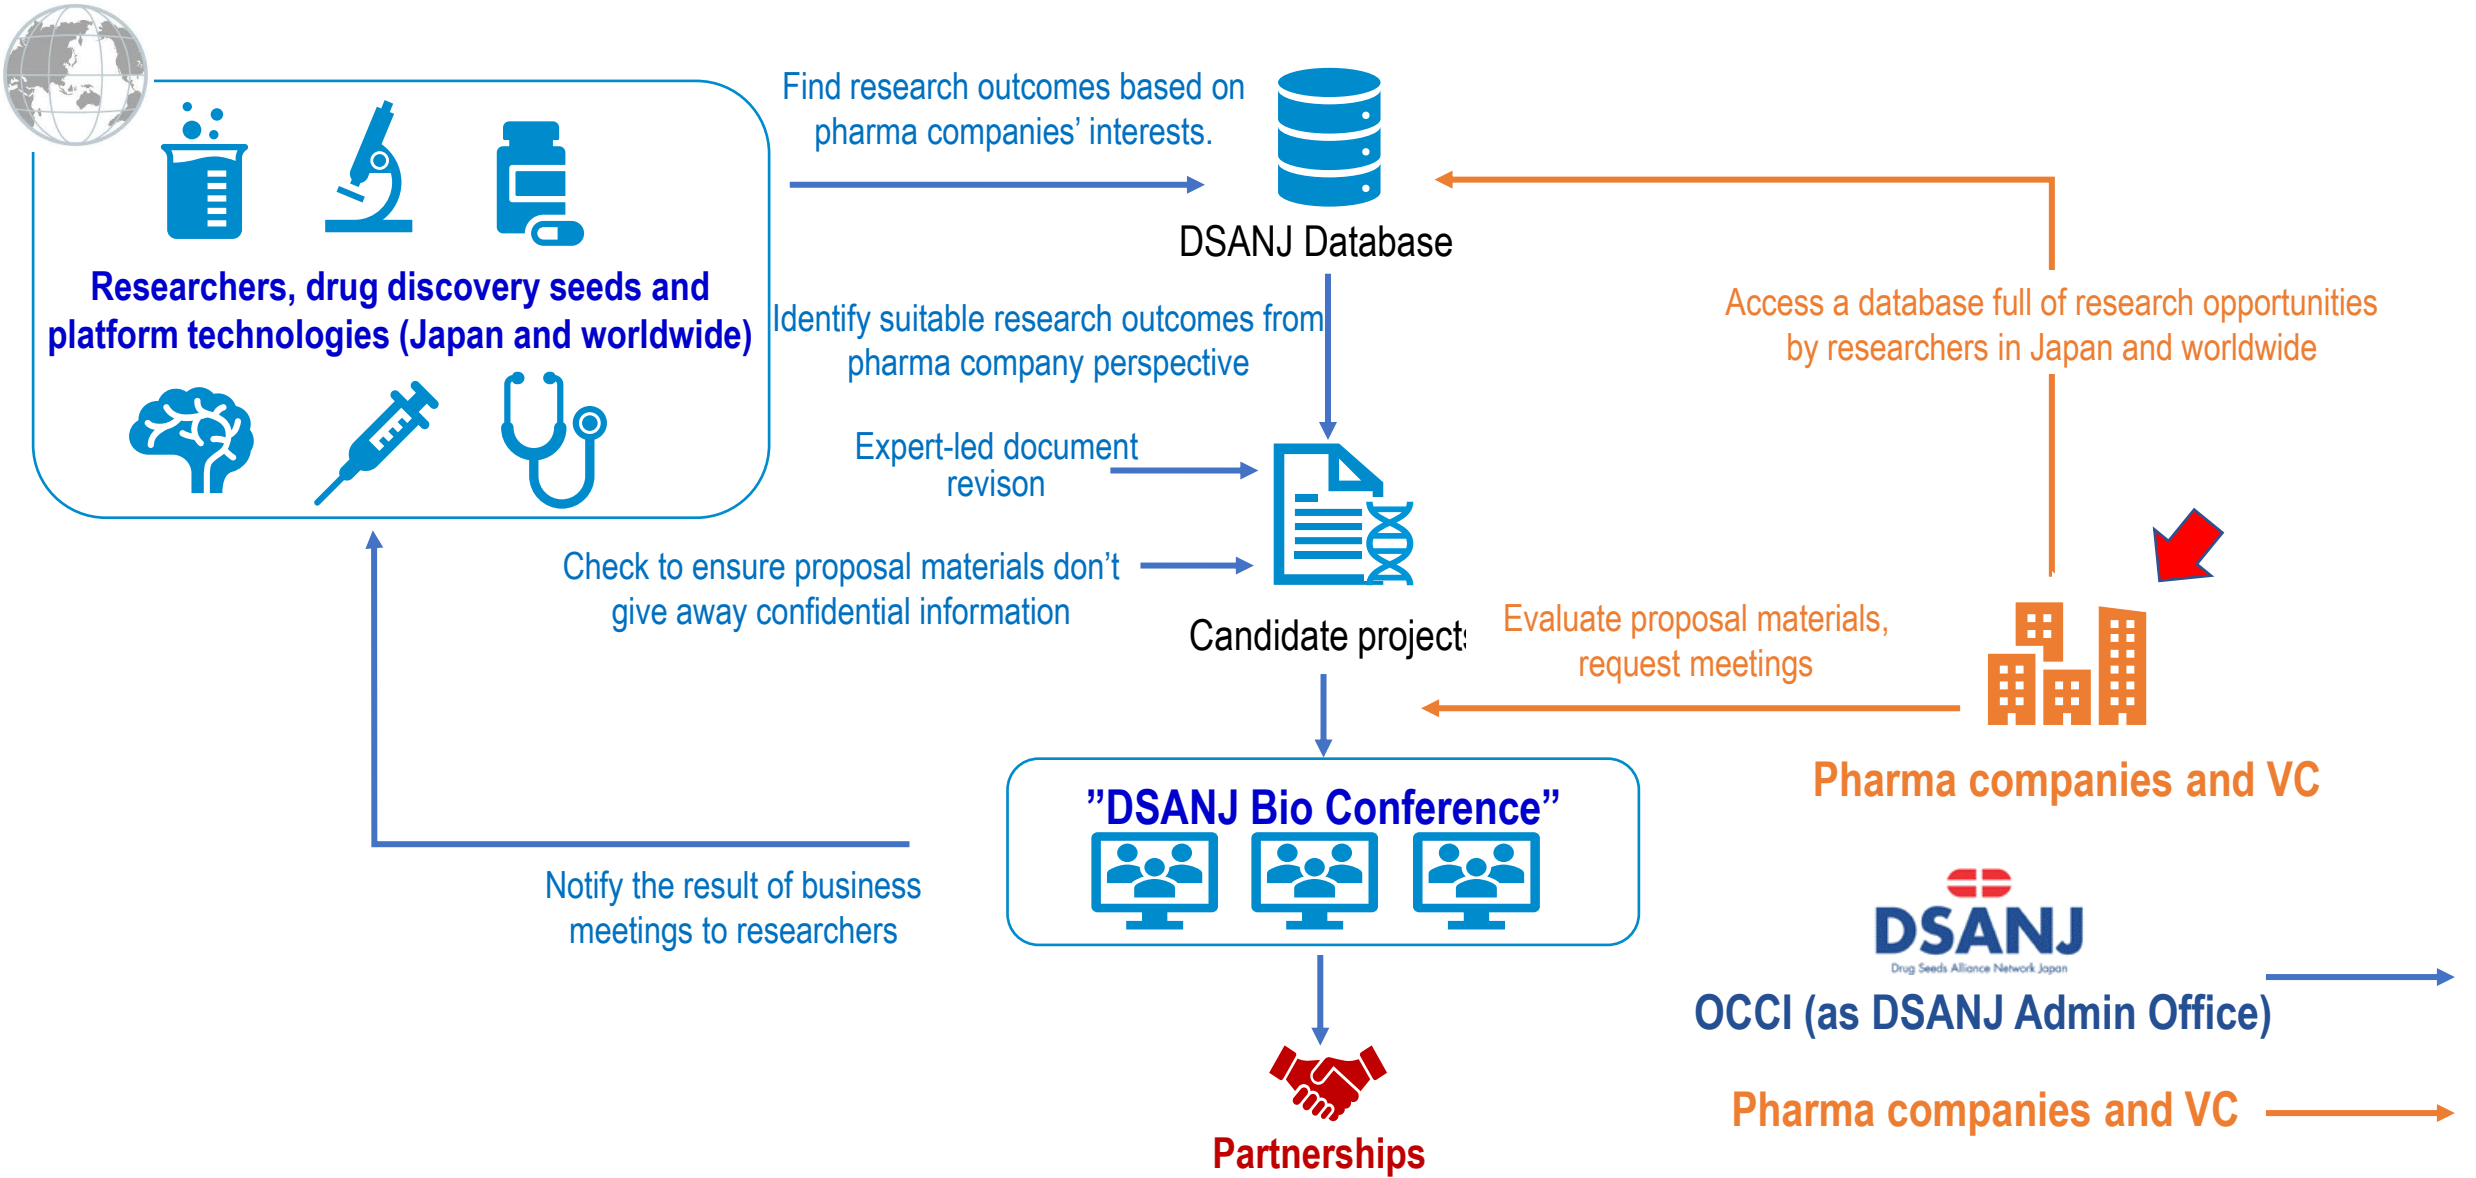 Find research outcomes based on
pharma companies’ interests.
DSANJ Database
Researchers, drug discovery seeds and
platform technologies (Japan and worldwide)
Identify suitable research outcomes from
pharma company perspective
Access a database full of research opportunities
by researchers in Japan and worldwide
Expert-led document
revison
Check to ensure proposal materials don’t
give away confidential information
Candidate projects
Evaluate proposal materials,
request meetings
Pharma companies and VC
”DSANJ Bio Conference”
Notify the result of business
meetings to researchers
DSANJ
Drug Seeds Alliance Network Japan
OCCI (as DSANJ Admin Office)
Pharma companies and VC
Partnerships